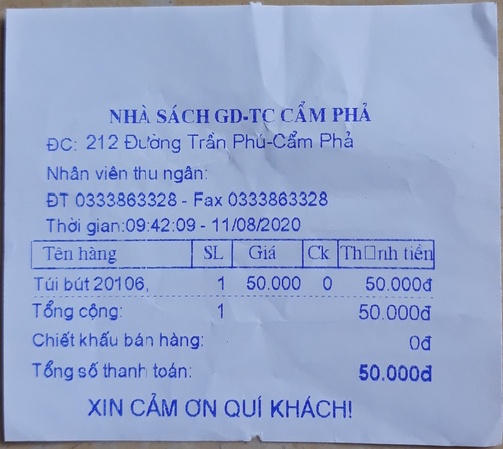 NHÀ SÁCH GD-TC CẨM PHẢ
ĐC: 212 Đường Trần Phú-Cẩm Phả
Nhân viên thu ngân:
ĐT 0333863328 - Fax 0333863328
Thời gian:09:42:09 - 11/08/2020
Tên hàng SL Giá Ck Th□nh tiền
Túi bút 20106, 1 50.000 0 50.000đ
Tổng cộng: 1 50.000đ
Chiết khấu bán hàng: 0đ
Tổng số thanh toán: 50.000đ
XIN CẢM ƠN QUÍ KHÁCH!